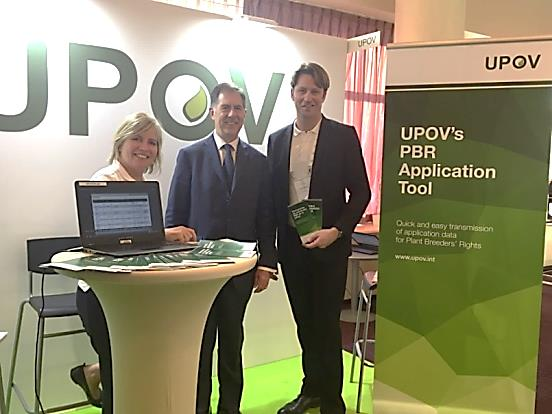 UPOV
UPOV
UPOV
UPOV's
PBR
Application
Tool
Quick and easy transmission
of application data
for Plant Breeders' Rights
www.upov.int